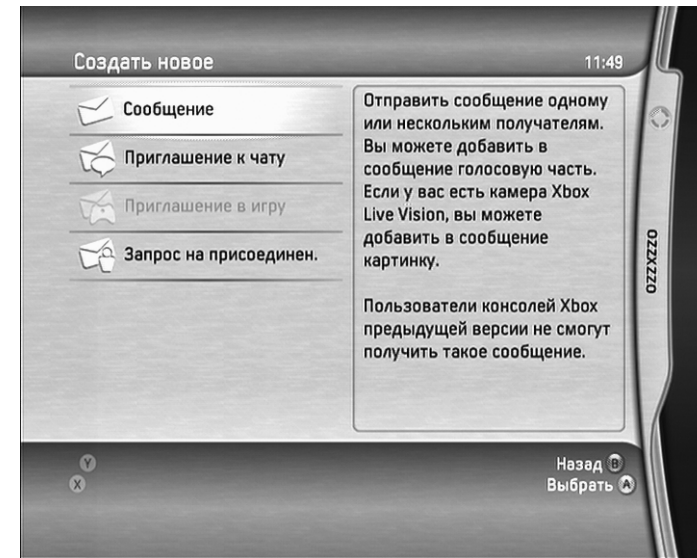 Создать новое
11:49
Сообщение
Приглашение к чату
Приглашение в игру
Запрос на присоединен.
Отправить сообщение одному
или нескольким получателям.
Вы можете добавить в
сообщение голосовую часть.
Если у вас есть камера Xbox
Live Vision, вы можете
добавить в сообщение
картинку.
Пользователи консолей Xbox
предыдущей версии не смогут
получить такое сообщение.
ozzxzzo
Y
X
Назад B
Выбрать A